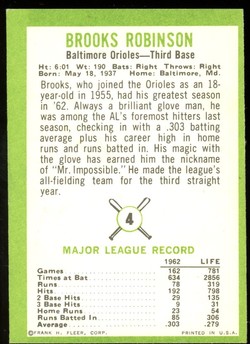 BROOKS ROBINSON
Baltimore Orioles—Third Base
Ht: 6:01 Wt: 190 Bats: Right Throws: Right
Born: May 18, 1937 Home: Baltimore, Md.
Brooks, who joined the Orioles as an 18-
year-old in 1955, had his greatest season
in '62. Always a brilliant glove man, he
was among the AL's foremost hitters last
season, checking in with a .303 batting
average plus his career high in home
runs and runs batted in. His magic with
the glove has earned him the nickname
of "Mr. Impossible." He made the league's
all-fielding team for the third straight
year.
4
MAJOR LEAGUE RECORD
1962 LIFE
Games 162 781
Times at Bat 634 2856
Runs 78 319
Hits 192 798
2 Base Hits 29 135
3 Base Hits 9 31
Home Runs 23 54
Runs Batted In 85 306
Average .303 .279
©FRANK H. FLEER, CORP. PRINTED IN U.S.A.